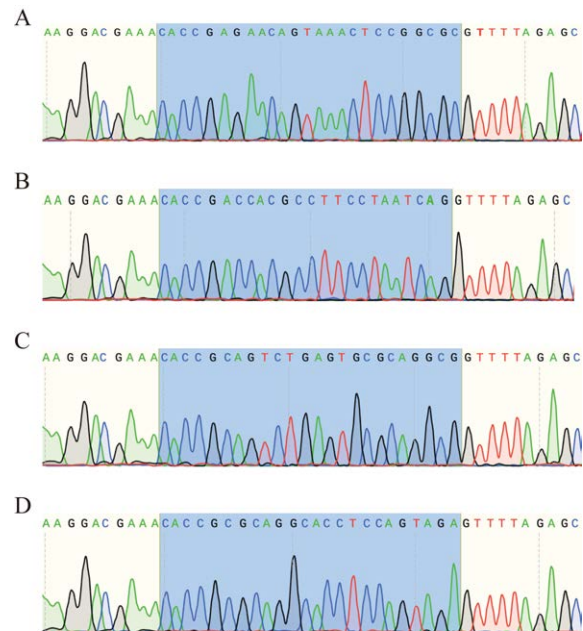 A
AAGGACGAAACACCGAGAACAGTAAACTCCGGCGCGTTTTAGAGC
B
AAGGACGAAACACCGACCACGCCTTCCTAATCAGGTTTTAGAGC
C
AAGGACGAAACACCGCAGTCTGAGTGCGCAGGCGGTTTTAGAGC
D
AAGGACGAAACACCGCGCAGGCACCTCCAGTAGAGTTTTAGAGC